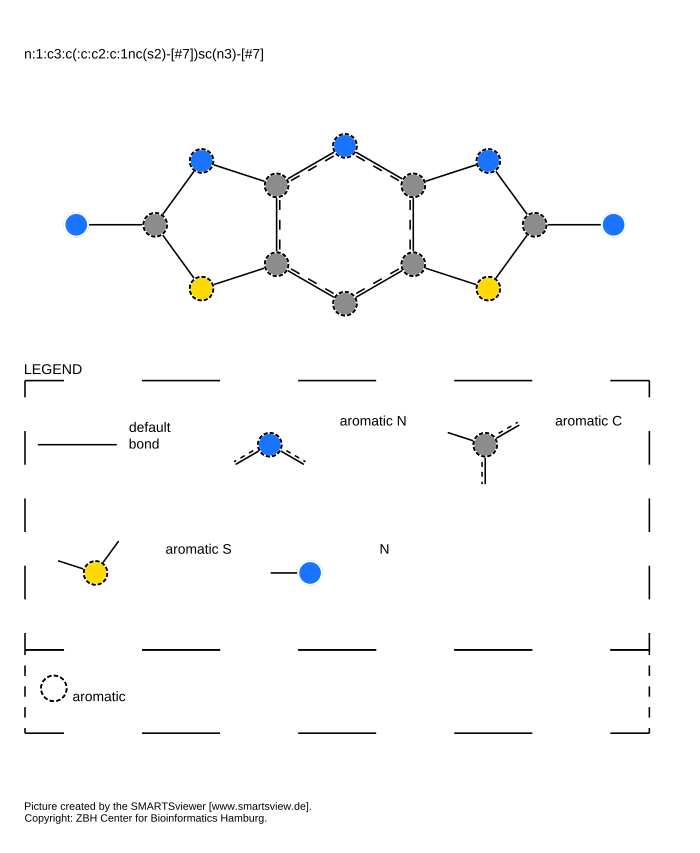 n:1:c3:c(:c:c2:c:1nc(s2)-[#7])sc(n3)-[#7]
LEGEND
default
bond
aromatic N
aromatic C
aromatic S
N
aromatic
Picture created by the SMARTSviewer [www.smartsview.de].
Copyright: ZBH Center for Bioinformatics Hamburg.